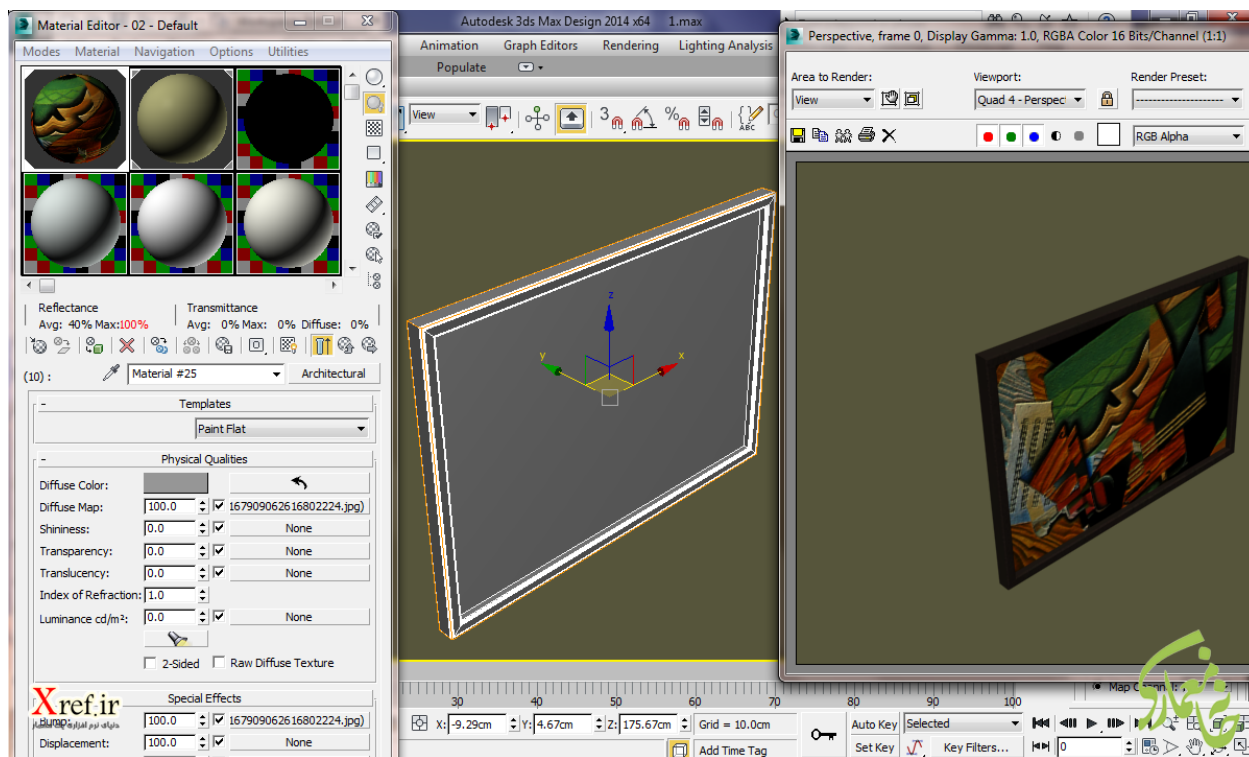 Material Editor - 02 - Default
Modes Material Navigation Options Utilities
Reflectance
Avg: 40% Max:100%
Transmittance
Avg: 0% Max: 0% Diffuse: 0%
(10) :
Material #25
Architectural
- Templates
Paint Flat
- Physical Qualities
Diffuse Color:
Diffuse Map: 100.0 167909062616802224.jpg)
Shininess: 0.0 None
Transparency: 0.0 None
Translucency: 0.0 None
Index of Refraction: 1.0
Luminance cd/m²: 0.0 None
2-Sided Raw Diffuse Texture
- Special Effects
Bump: 100.0 167909062616802224.jpg)
Displacement: 100.0 None
Xref.ir
Autodesk 3ds Max Design 2014 x64 1.max
Animation Graph Editors Rendering Lighting Analysis
Populate
View
3
%
ABC
z
y
x
30 40 50 60 70 80 90 100
X: -9.29cm Y: 4.67cm Z: 175.67cm Grid = 10.0cm
Add Time Tag
Auto Key Selected
Set Key Key Filters...
0
Perspective, frame 0, Display Gamma: 1.0, RGBA Color 16 Bits/Channel (1:1)
Area to Render: Viewport: Render Preset:
View Quad 4 - Perspec
RGB Alpha
Map Channel: